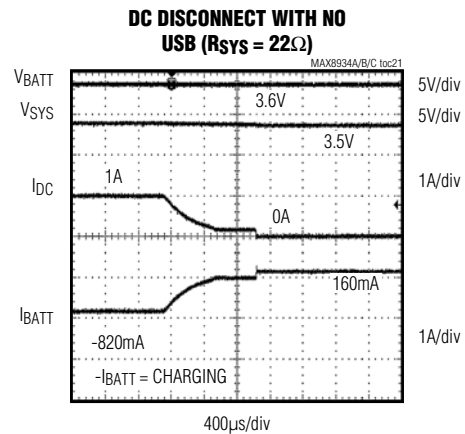 DC DISCONNECT WITH NO
USB (RSYS = 22Ω)
MAX8934A/B/C toc21
VBATT
5V/div
3.6V
VSYS
5V/div
3.5V
1A
IDC
1A/div
0A
160mA
IBATT
-820mA
1A/div
-IBATT = CHARGING
400µs/div